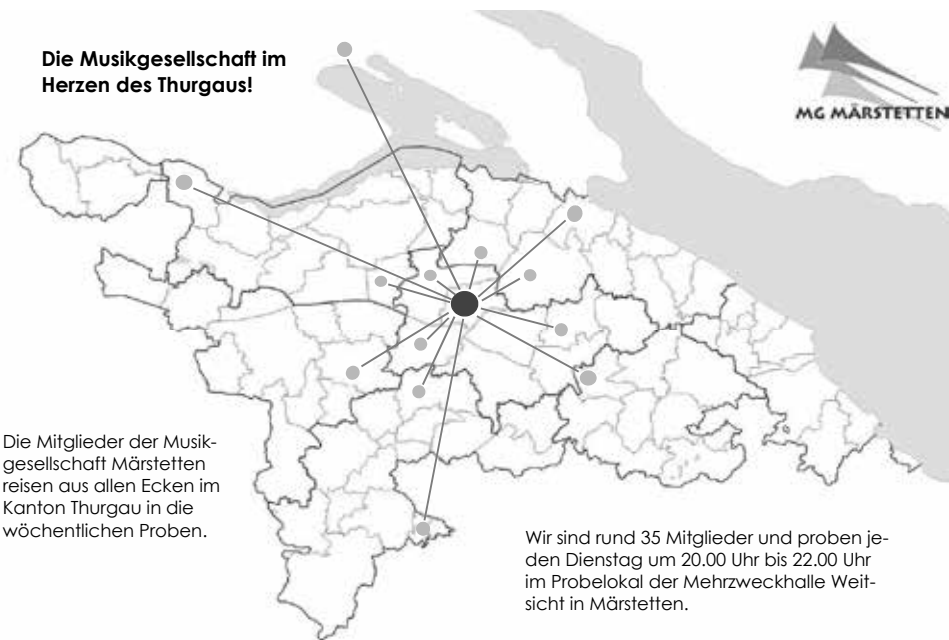 Die Musikgesellschaft im
Herzen des Thurgaus!
MG MÄRSTETTEN
Die Mitglieder der Musik-
gesellschaft Märstetten
reisen aus allen Ecken im
Kanton Thurgau in die
wöchentlichen Proben.
Wir sind rund 35 Mitglieder und proben je-
den Dienstag um 20.00 Uhr bis 22.00 Uhr
im Probelokal der Mehrzweckhalle Weit-
sicht in Märstetten.